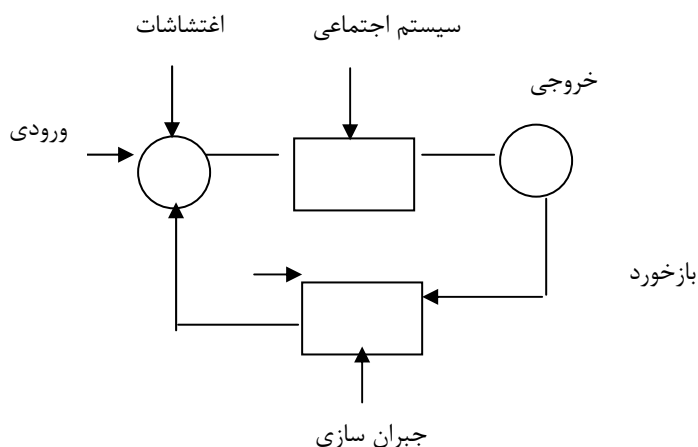 سیستم اجتماعی
اغتشاشات
خروجی
ورودی
بازخورد
جبران سازی